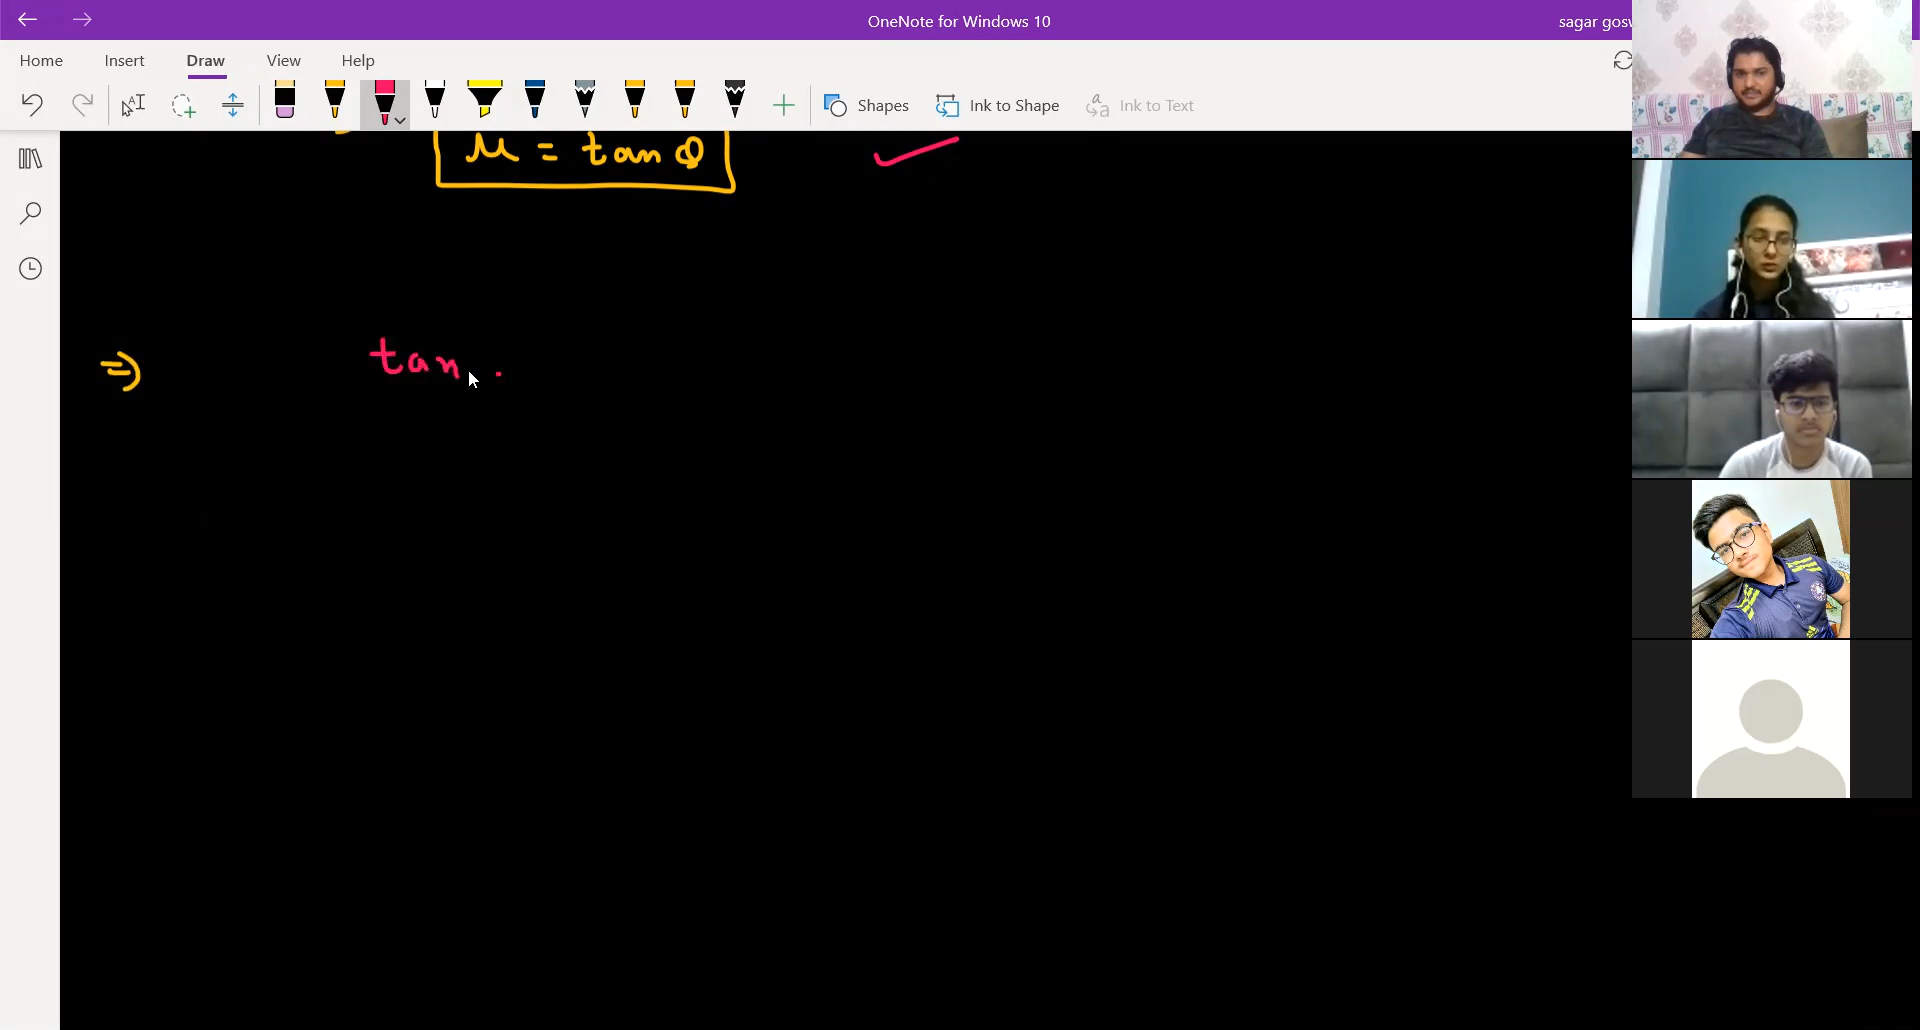 OneNote for Windows 10
sagar gosw
Home Insert Draw View Help
Shapes Ink to Shape Ink to Text
μ = tan φ
⇒ tan .